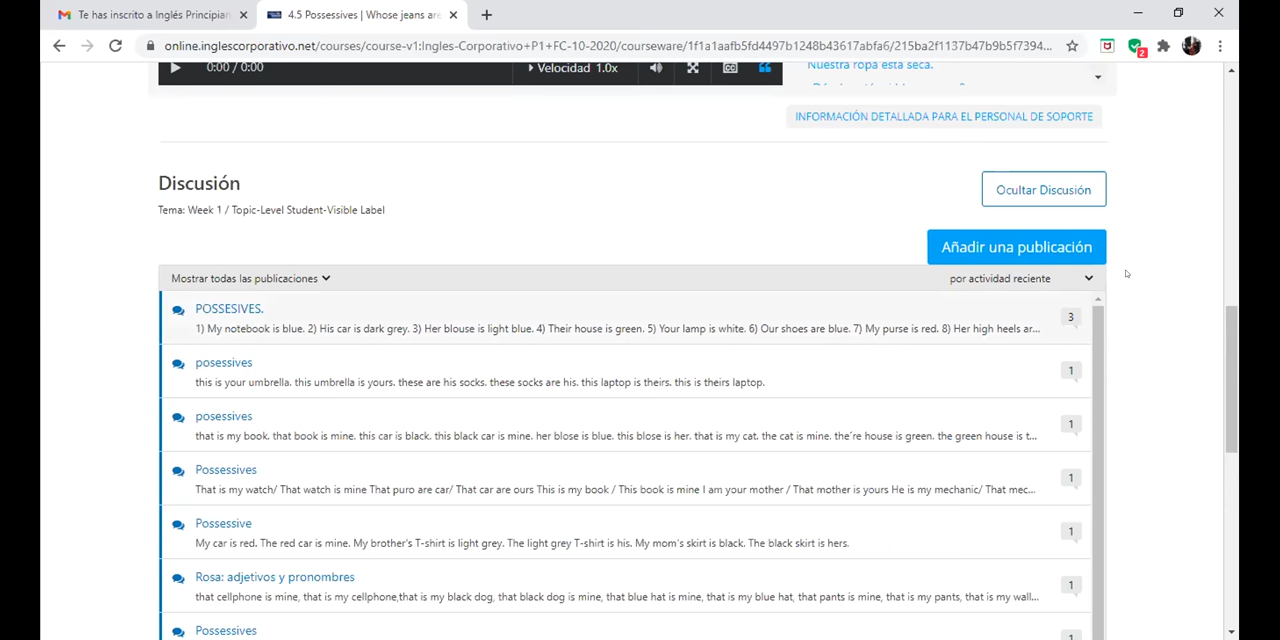 Te has inscrito a Inglés Principian
4.5 Possessives | Whose jeans are
online.inglescorporativo.net/courses/course-v1:Ingles-Corporativo+P1+FC-10-2020/courseware/1f1a1aafb5fd4497b1248b43617abfa6/215ba2f1137b47b9b5f7394...
2
0:00 / 0:00
Velocidad 1.0x
Nuestra ropa está seca.
INFORMACIÓN DETALLADA PARA EL PERSONAL DE SOPORTE
Discusión
Ocultar Discusión
Tema: Week 1 / Topic-Level Student-Visible Label
Añadir una publicación
Mostrar todas las publicaciones
por actividad reciente
POSSESIVES.
3
1) My notebook is blue. 2) His car is dark grey. 3) Her blouse is light blue. 4) Their house is green. 5) Your lamp is white. 6) Our shoes are blue. 7) My purse is red. 8) Her high heels ar...
posessives
1
this is your umbrella. this umbrella is yours. these are his socks. these socks are his. this laptop is theirs. this is theirs laptop.
posessives
1
that is my book. that book is mine. this car is black. this black car is mine. her blose is blue. this blose is her. that is my cat. the cat is mine. the´re house is green. the green house is t...
Possessives
1
That is my watch/ That watch is mine That puro are car/ That car are ours This is my book / This book is mine I am your mother / That mother is yours He is my mechanic/ That mec...
Possessive
1
My car is red. The red car is mine. My brother's T-shirt is light grey. The light grey T-shirt is his. My mom´s skirt is black. The black skirt is hers.
Rosa: adjetivos y pronombres
1
that cellphone is mine, that is my cellphone,that is my black dog, that black dog is mine, that blue hat is mine, that is my blue hat, that pants is mine, that is my pants, that is my wall...
Possessives
1